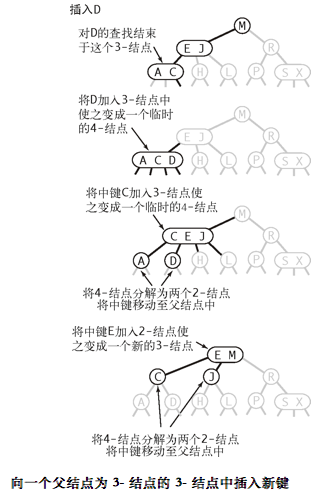 插入D
M
对D的查找结束
于这个3-结点
E J
R
A C
H
L
P
S X
将D加入3-结点中
使之变成一个临时
的4-结点
M
E J
R
A C D
H
L
P
S X
将中键C加入3-结点使
之变成一个临时的4-结点
M
C E J
R
A
D
H
L
P
S X
将4-结点分解为两个2-结点
将中键移动至父结点中
将中键E加入2-结点使
之变成一个新的3-结点
E M
C
J
R
A
D
H
L
P
S X
将4-结点分解为两个2-结点
将中键移动至父结点中
向一个父结点为 3- 结点的 3- 结点中插入新键